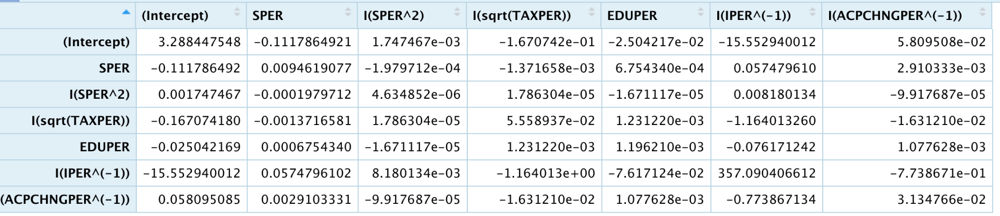 (Intercept) SPER I(SPER^2) I(sqrt(TAXPER)) EDUPER I(IPER^(-1)) I(ACPCHNGPER^(-1))
(Intercept) 3.288447548 -0.1117864921 1.747467e-03 -1.670742e-01 -2.504217e-02 -15.552940012 5.809508e-02
SPER -0.111786492 0.0094619077 -1.979712e-04 -1.371658e-03 6.754340e-04 0.057479610 2.910333e-03
I(SPER^2) 0.001747467 -0.0001979712 4.634852e-06 1.786304e-05 -1.671117e-05 0.008180134 -9.917687e-05
I(sqrt(TAXPER)) -0.167074180 -0.0013716581 1.786304e-05 5.558937e-02 1.231220e-03 -1.164013260 -1.631210e-02
EDUPER -0.025042169 0.0006754340 -1.671117e-05 1.231220e-03 1.196210e-03 -0.076171242 1.077628e-03
I(IPER^(-1)) -15.552940012 0.0574796102 8.180134e-03 -1.164013e+00 -7.617124e-02 357.090406612 -7.738671e-01
(ACPCHNGPER^(-1)) 0.058095085 0.0029103331 -9.917687e-05 -1.631210e-02 1.077628e-03 -0.773867134 3.134766e-02